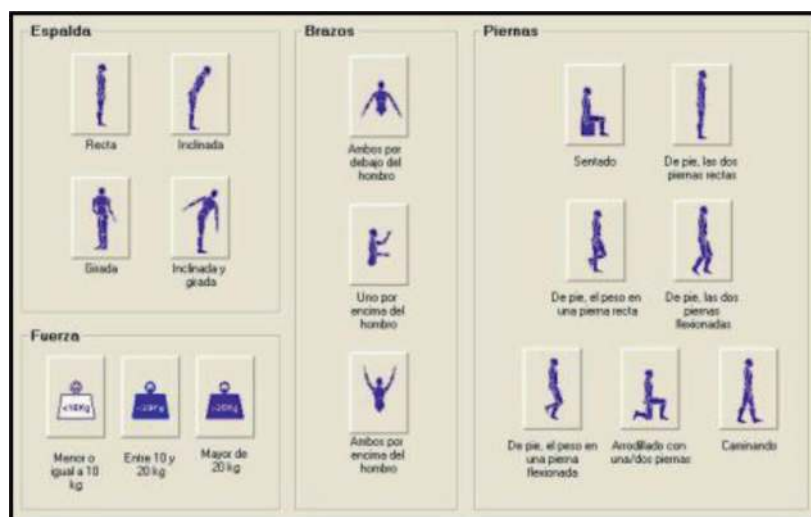 Espalda
Recta
Inclinada
Girada
Inclinada y
girada
Fuerza
<10Kg
<20Kg
>20Kg
Menor o
igual a 10
kg
Entre 10 y
20 kg
Mayor de
20 kg
Brazos
Ambos por
debajo del
hombro
Uno por
encima del
hombro
Ambos por
encima del
hombro
Piernas
Sentado
De pie, las dos
piernas rectas
De pie, el peso en
una pierna recta
De pie, las dos
piernas
flexionadas
De pie, el peso en
una pierna
flexionada
Arrodillado con
una/dos piernas
Caminando